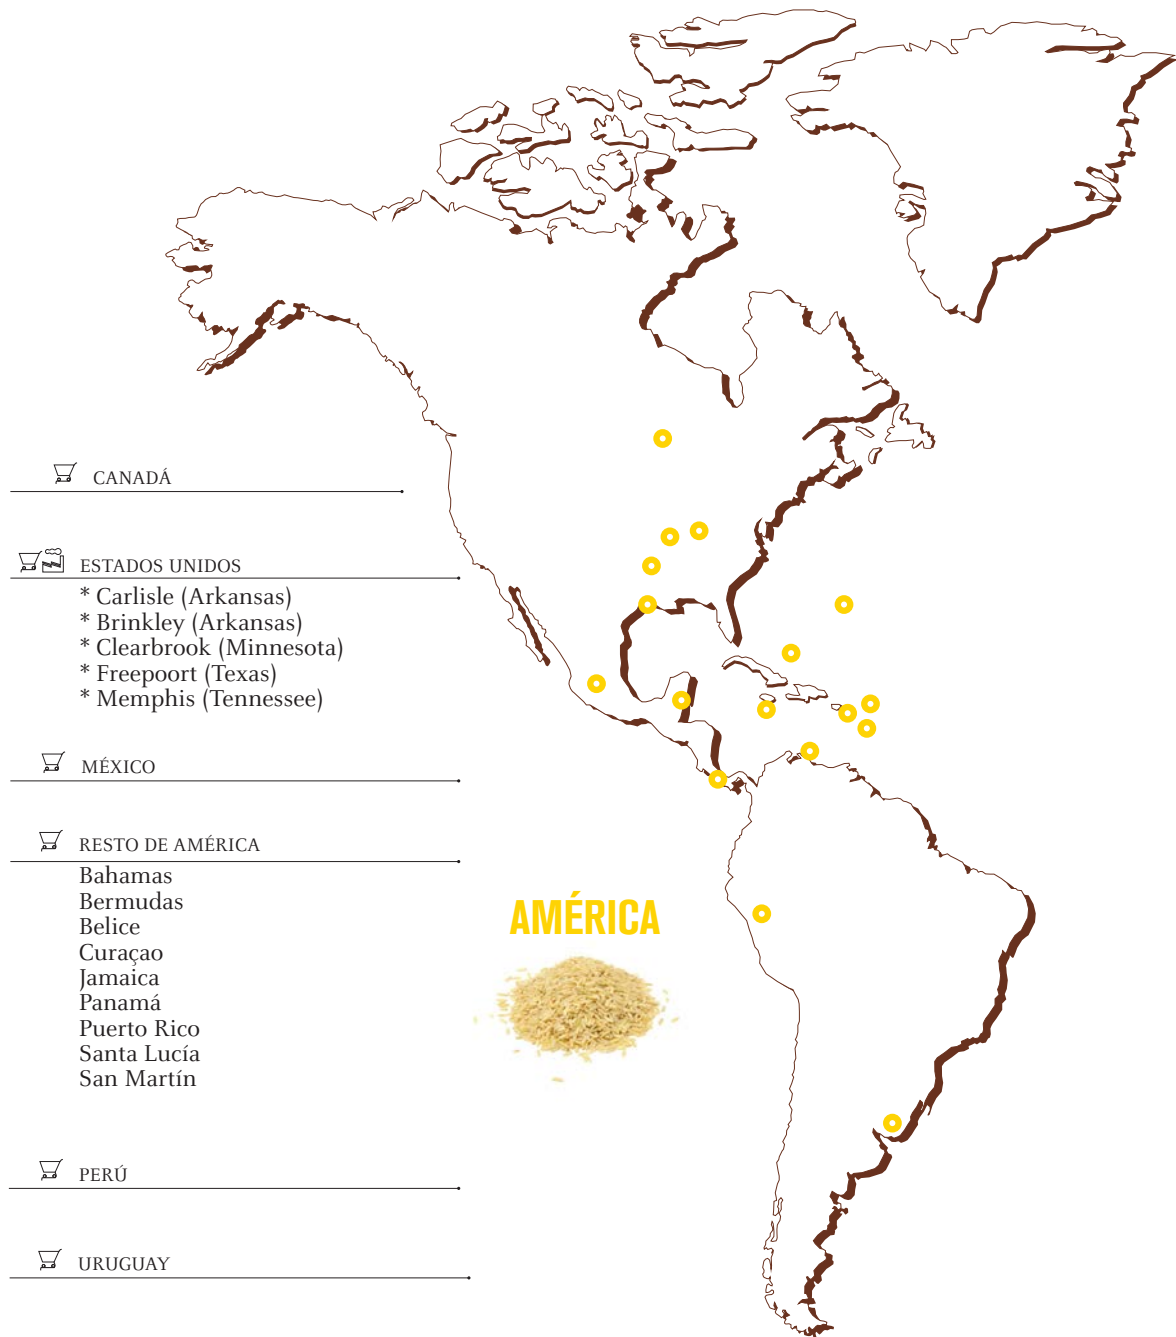 CANADÁ
ESTADOS UNIDOS
* Carlisle (Arkansas)
* Brinkley (Arkansas)
* Clearbrook (Minnesota)
* Freepoort (Texas)
* Memphis (Tennessee)
MÉXICO
RESTO DE AMÉRICA
Bahamas
Bermudas
Belice
Curaçao
Jamaica
Panamá
Puerto Rico
Santa Lucía
San Martín
AMÉRICA
PERÚ
URUGUAY